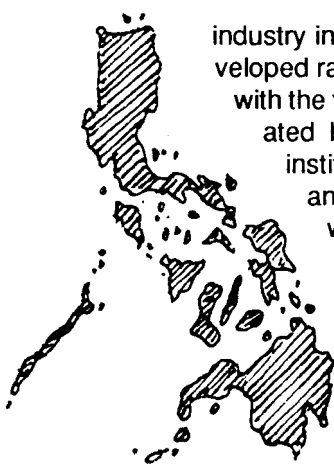 industry in
veloped ra
with the
ated
instit
an
w